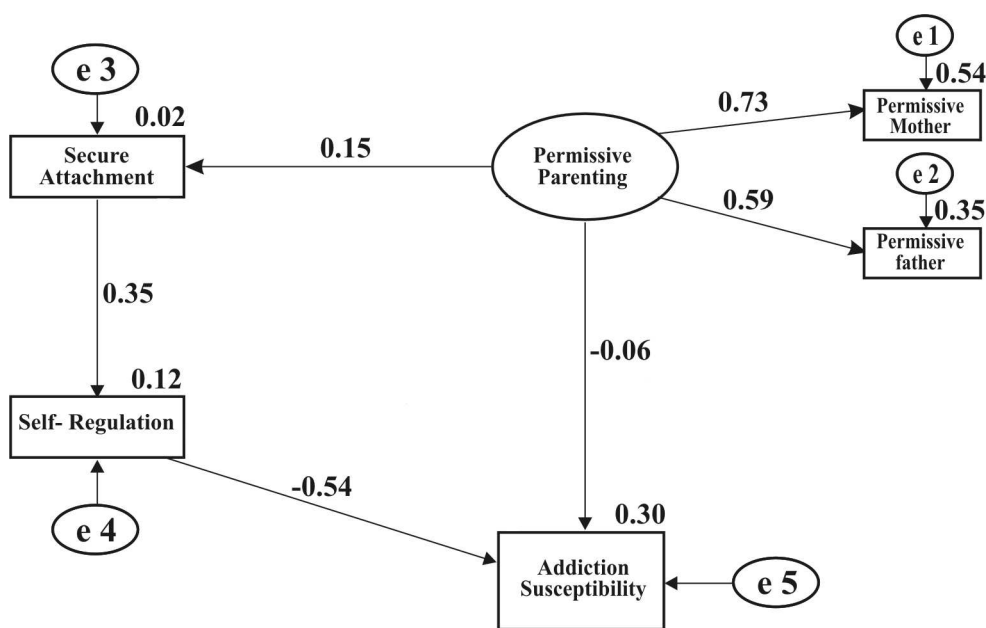 e 1
0.54
Permissive
Mother
e 3
0.02
Secure
Attachment
0.15
Permissive
Parenting
0.73
0.59
e 2
0.35
Permissive
father
0.35
-0.06
0.12
Self- Regulation
-0.54
e 4
0.30
Addiction
Susceptibility
e 5